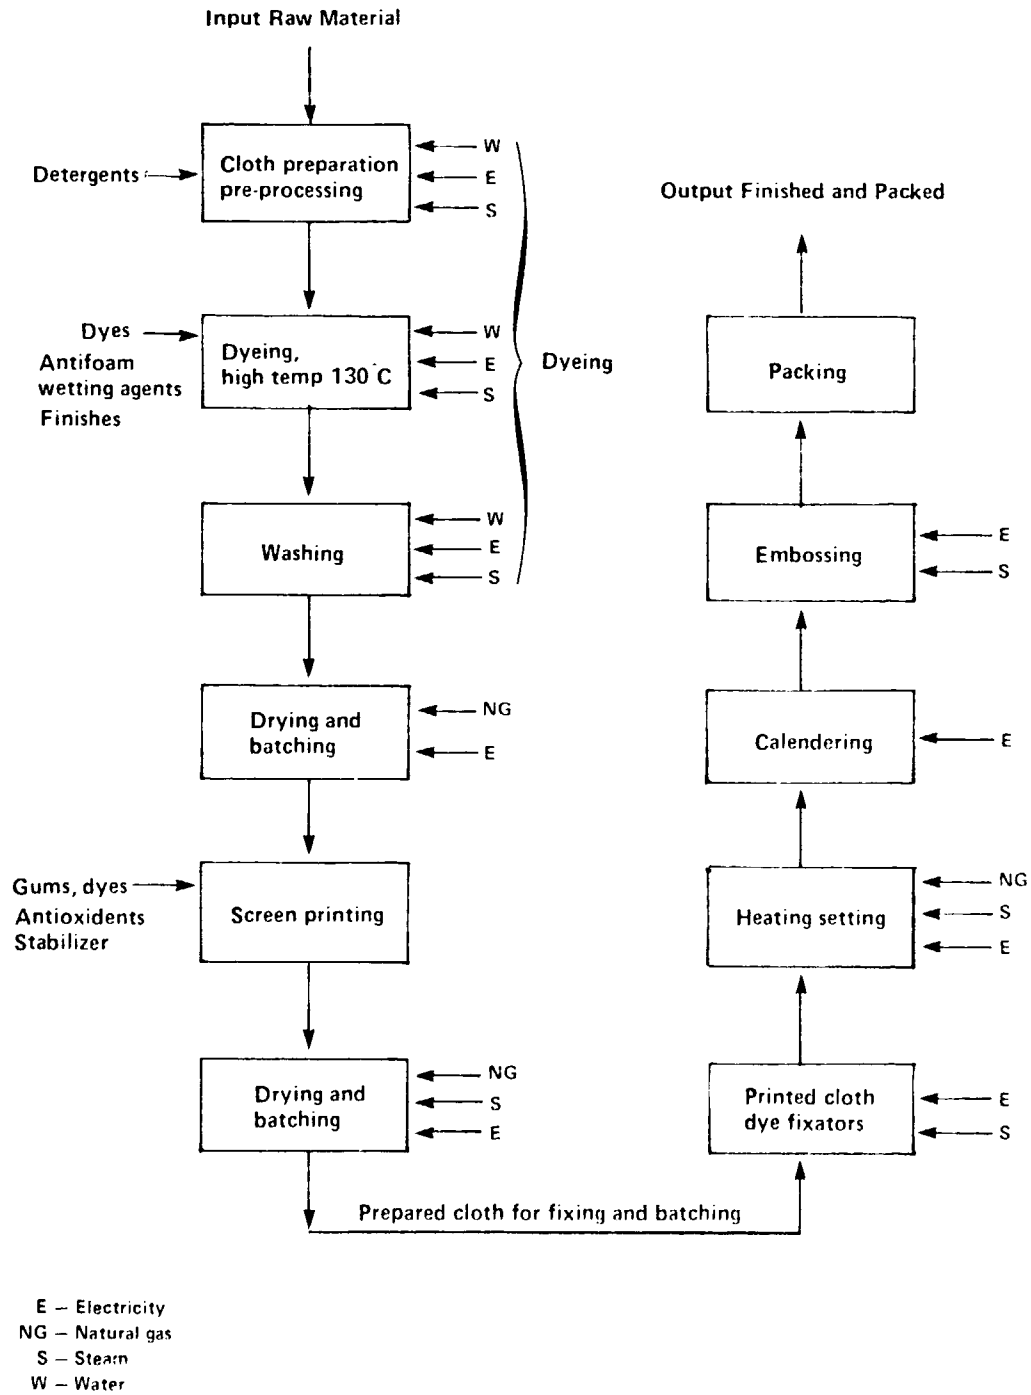 Input Raw Material
Detergents
Cloth preparation
pre-processing
W
E
S
Dyes
Antifoam
wetting agents
Finishes
Dyeing,
high temp 130°C
W
E
S
Dyeing
Washing
W
E
S
Drying and
batching
NG
E
Gums, dyes
Antioxidents
Stabilizer
Screen printing
Drying and
batching
NG
S
E
Prepared cloth for fixing and batching
Printed cloth
dye fixators
E
S
Heating setting
NG
S
E
Calendering
E
Embossing
E
S
Packing
Output Finished and Packed
E – Electricity
NG – Natural gas
S – Steam
W – Water